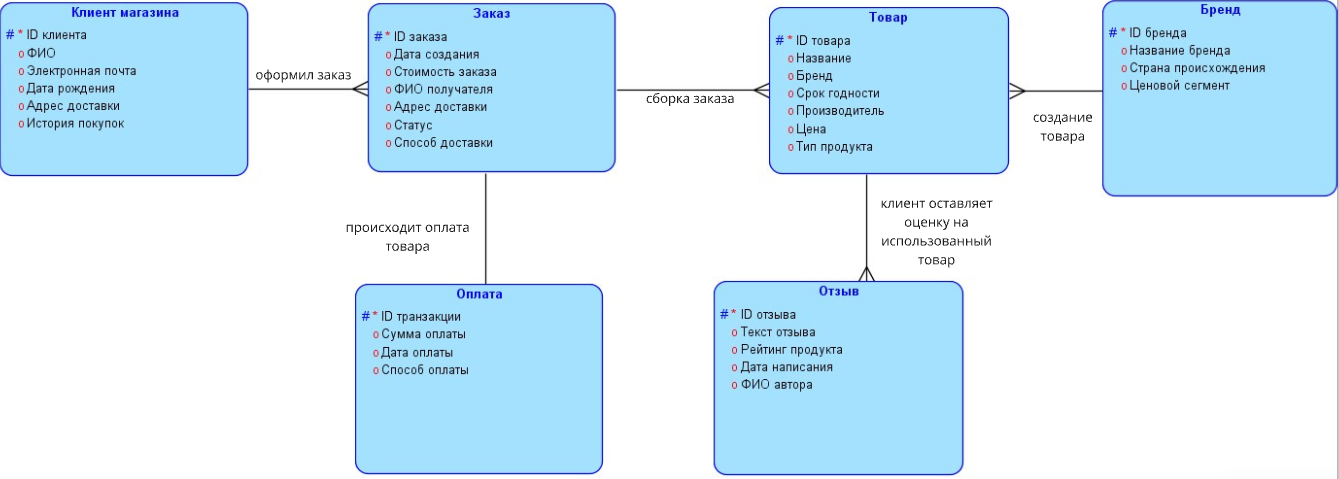 Клиент магазина
#* ID клиента
o ФИО
o Электронная почта
o Дата рождения
o Адрес доставки
o История покупок
оформил заказ
Заказ
#* ID заказа
o Дата создания
o Стоимость заказа
o ФИО получателя
o Адрес доставки
o Статус
o Способ доставки
сборка заказа
Товар
#* ID товара
o Название
o Бренд
o Срок годности
o Производитель
o Цена
o Тип продукта
создание
товара
Бренд
#* ID бренда
o Название бренда
o Страна происхождения
o Ценовой сегмент
происходит оплата
товара
клиент оставляет
оценку на
использованный
товар
Оплата
#* ID транзакции
o Сумма оплаты
o Дата оплаты
o Способ оплаты
Отзыв
#* ID отзыва
o Текст отзыва
o Рейтинг продукта
o Дата написания
o ФИО автора